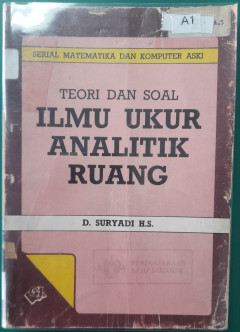 A1
SERIAL MATEMATIKA DAN KOMPUTER ASKI
TEORI DAN SOAL
ILMU UKUR
ANALITIK
RUANG
D. SURYADI H.S.